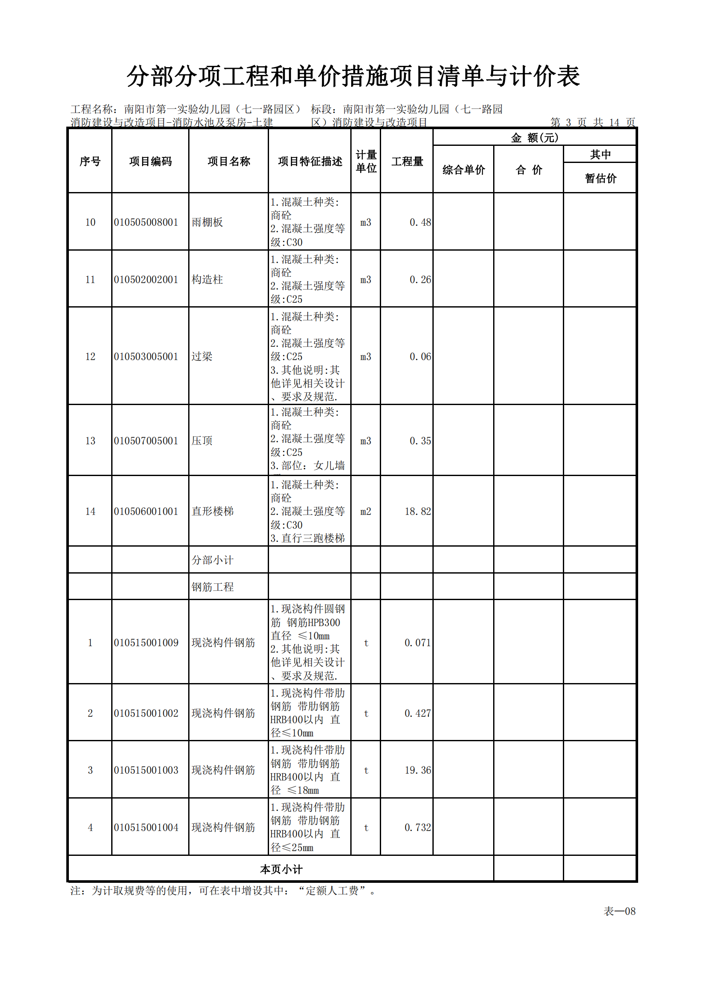 分部分项工程和单价措施项目清单与计价表
工程名称：南阳市第一实验幼儿园（七一路园区）
消防建设与改造项目-消防水池及泵房-土建
标段：南阳市第一实验幼儿园（七一路园
区）消防建设与改造项目
第 3 页 共 14 页
序号
项目编码
项目名称
项目特征描述
计量
单位
工程量
金 额(元)
综合单价
合 价
其中
暂估价
10
010505008001
雨棚板
1.混凝土种类:
商砼
2.混凝土强度等
级:C30
m3
0.48
11
010502002001
构造柱
1.混凝土种类:
商砼
2.混凝土强度等
级:C25
m3
0.26
12
010503005001
过梁
1.混凝土种类:
商砼
2.混凝土强度等
级:C25
3.其他说明:其
他详见相关设计
、要求及规范.
m3
0.06
13
010507005001
压顶
1.混凝土种类:
商砼
2.混凝土强度等
级:C25
3.部位：女儿墙
m3
0.35
14
010506001001
直形楼梯
1.混凝土种类:
商砼
2.混凝土强度等
级:C30
3.直行三跑楼梯
m2
18.82
分部小计
钢筋工程
1
010515001009
现浇构件钢筋
1.现浇构件圆钢
筋 钢筋HPB300
直径 ≤10mm
2.其他说明:其
他详见相关设计
、要求及规范.
t
0.071
2
010515001002
现浇构件钢筋
1.现浇构件带肋
钢筋 带肋钢筋
HRB400以内 直
径≤10mm
t
0.427
3
010515001003
现浇构件钢筋
1.现浇构件带肋
钢筋 带肋钢筋
HRB400以内 直
径 ≤18mm
t
19.36
4
010515001004
现浇构件钢筋
1.现浇构件带肋
钢筋 带肋钢筋
HRB400以内 直
径≤25mm
t
0.732
本页小计
注：为计取规费等的使用，可在表中增设其中：“定额人工费”。
表—08